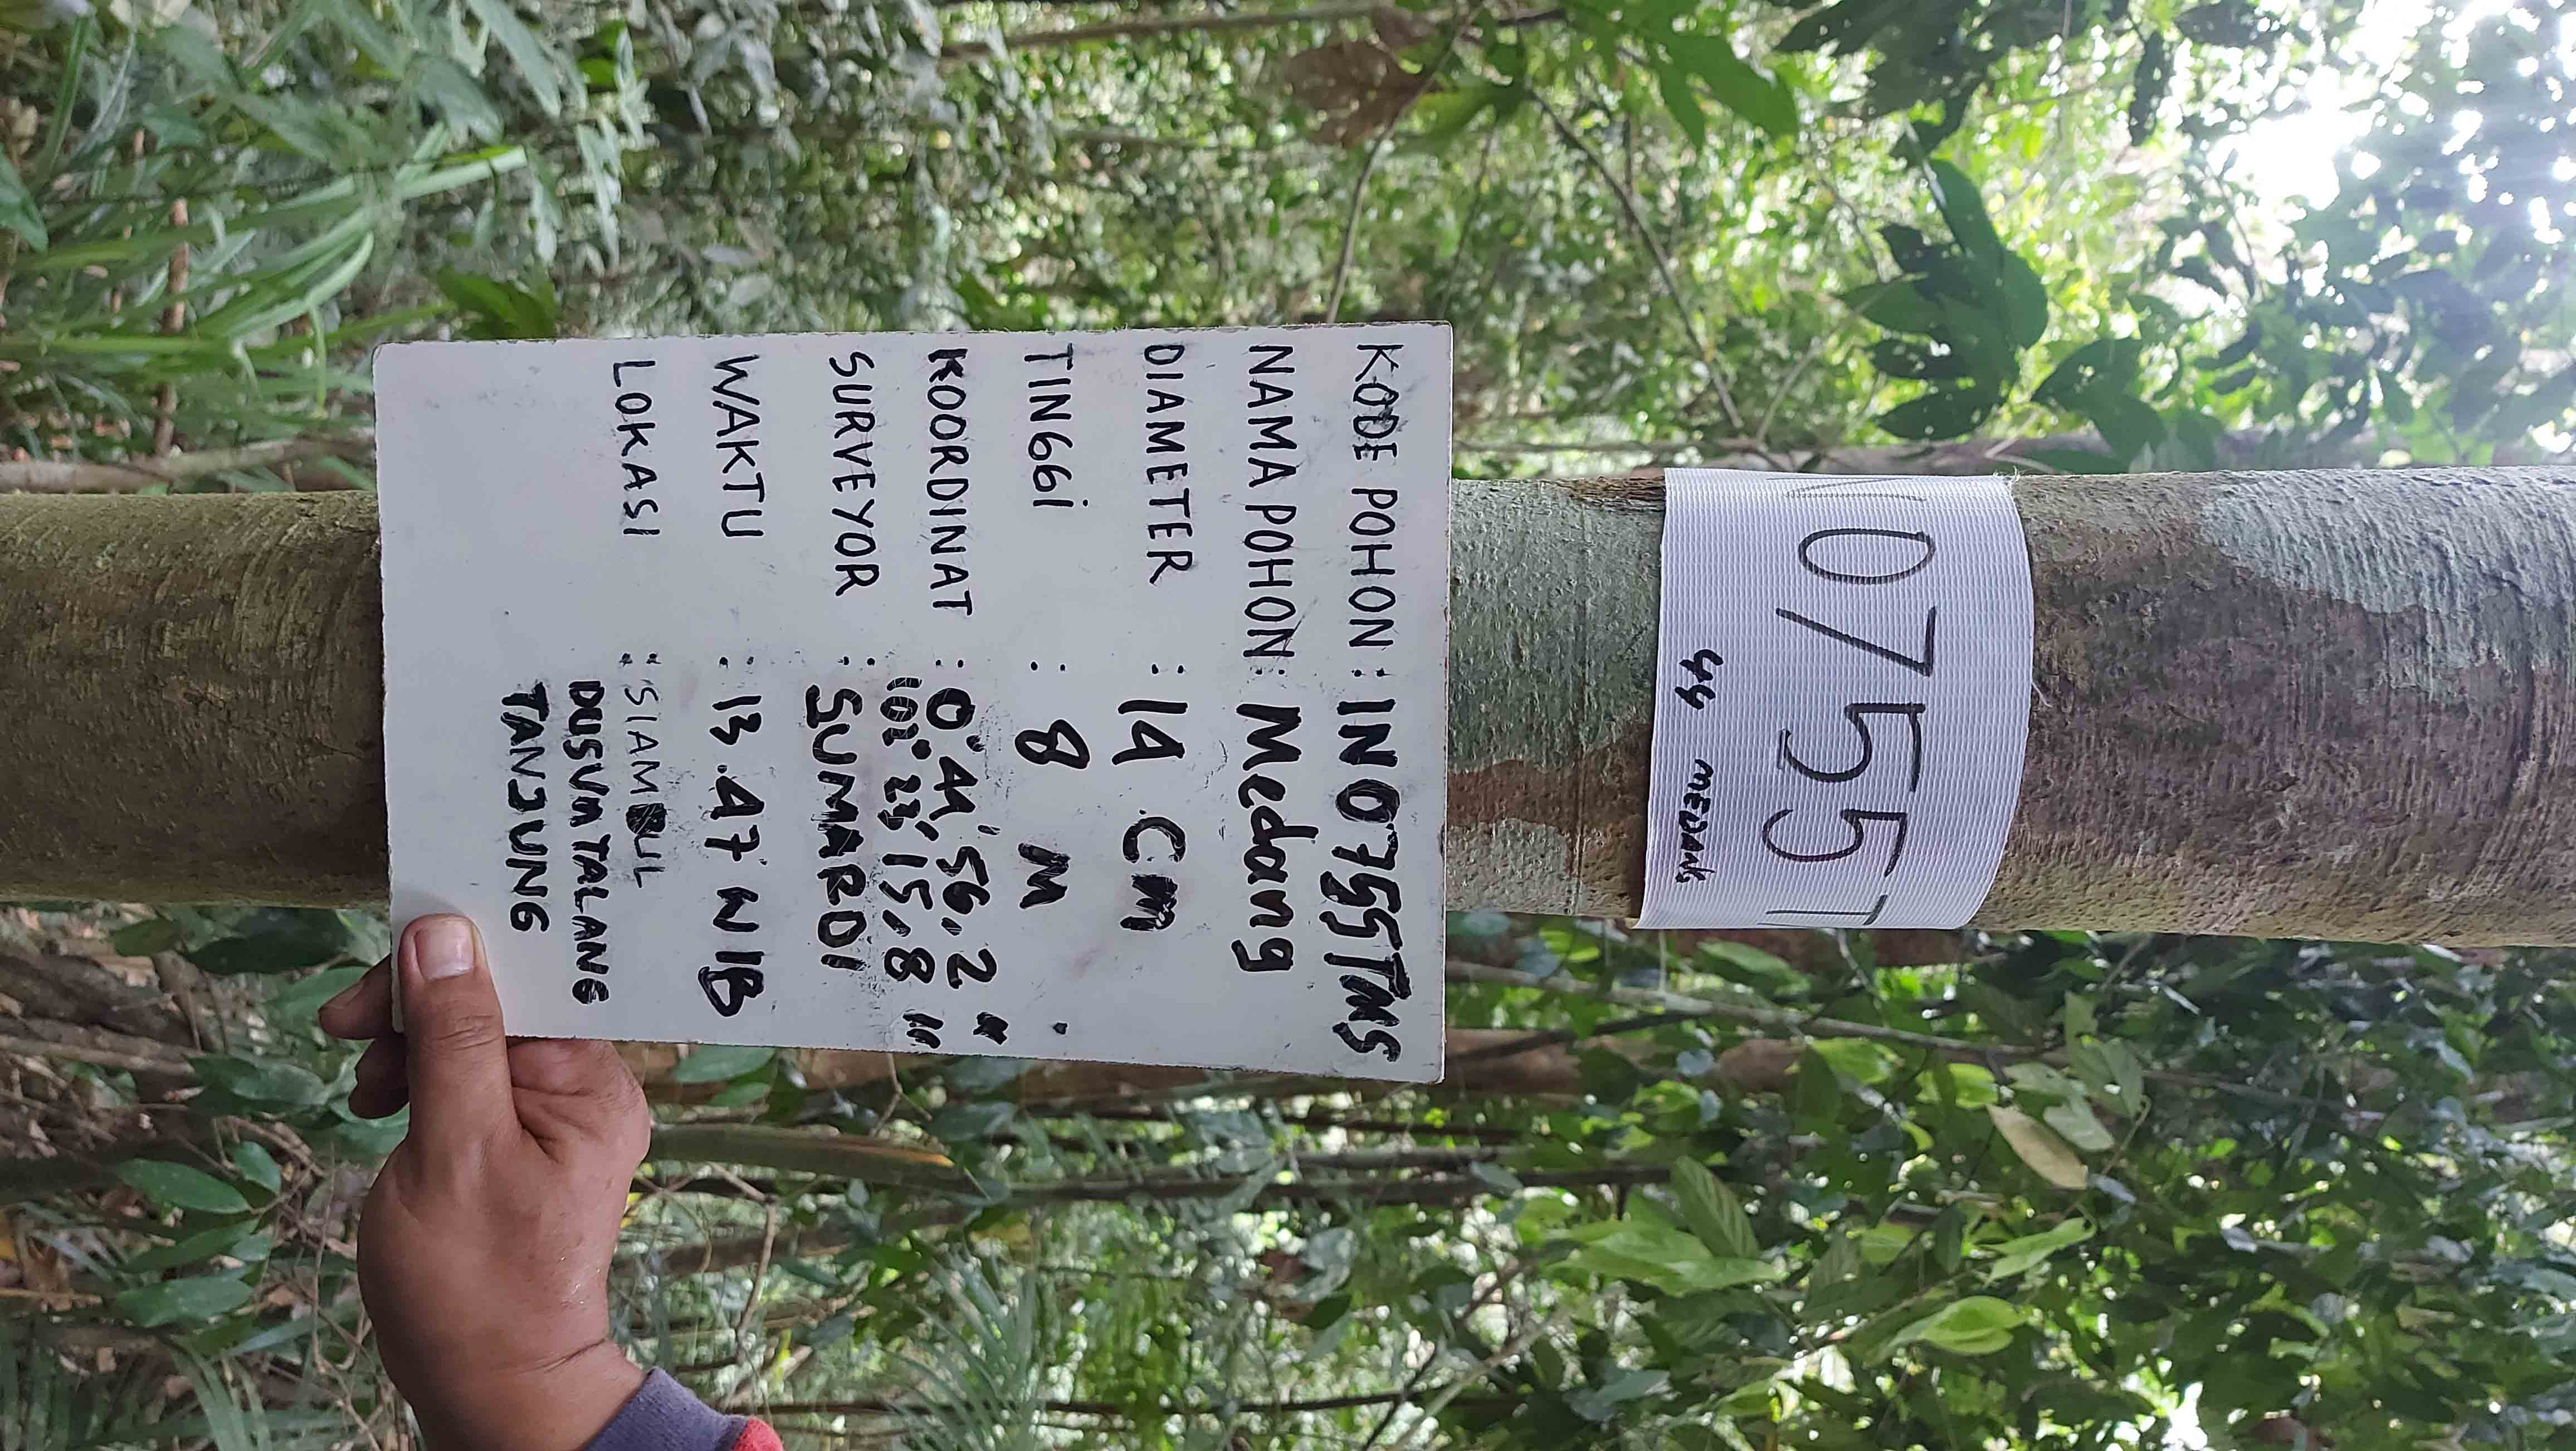 N0755T
44 MEDANG
KODE POHON : IN0755TMS
NAMA POHON : Medang
DIAMETER : 14 Cm
TINGGi : 8 M
KOORDINAT : 0° 44' 56,2"
102° 23' 15,8"
SURVEYOR : SUMARDI
WAKTU : 13.47 WIB
LOKASI : SIAMBUL
DUSUM TALANG
TANJUNG